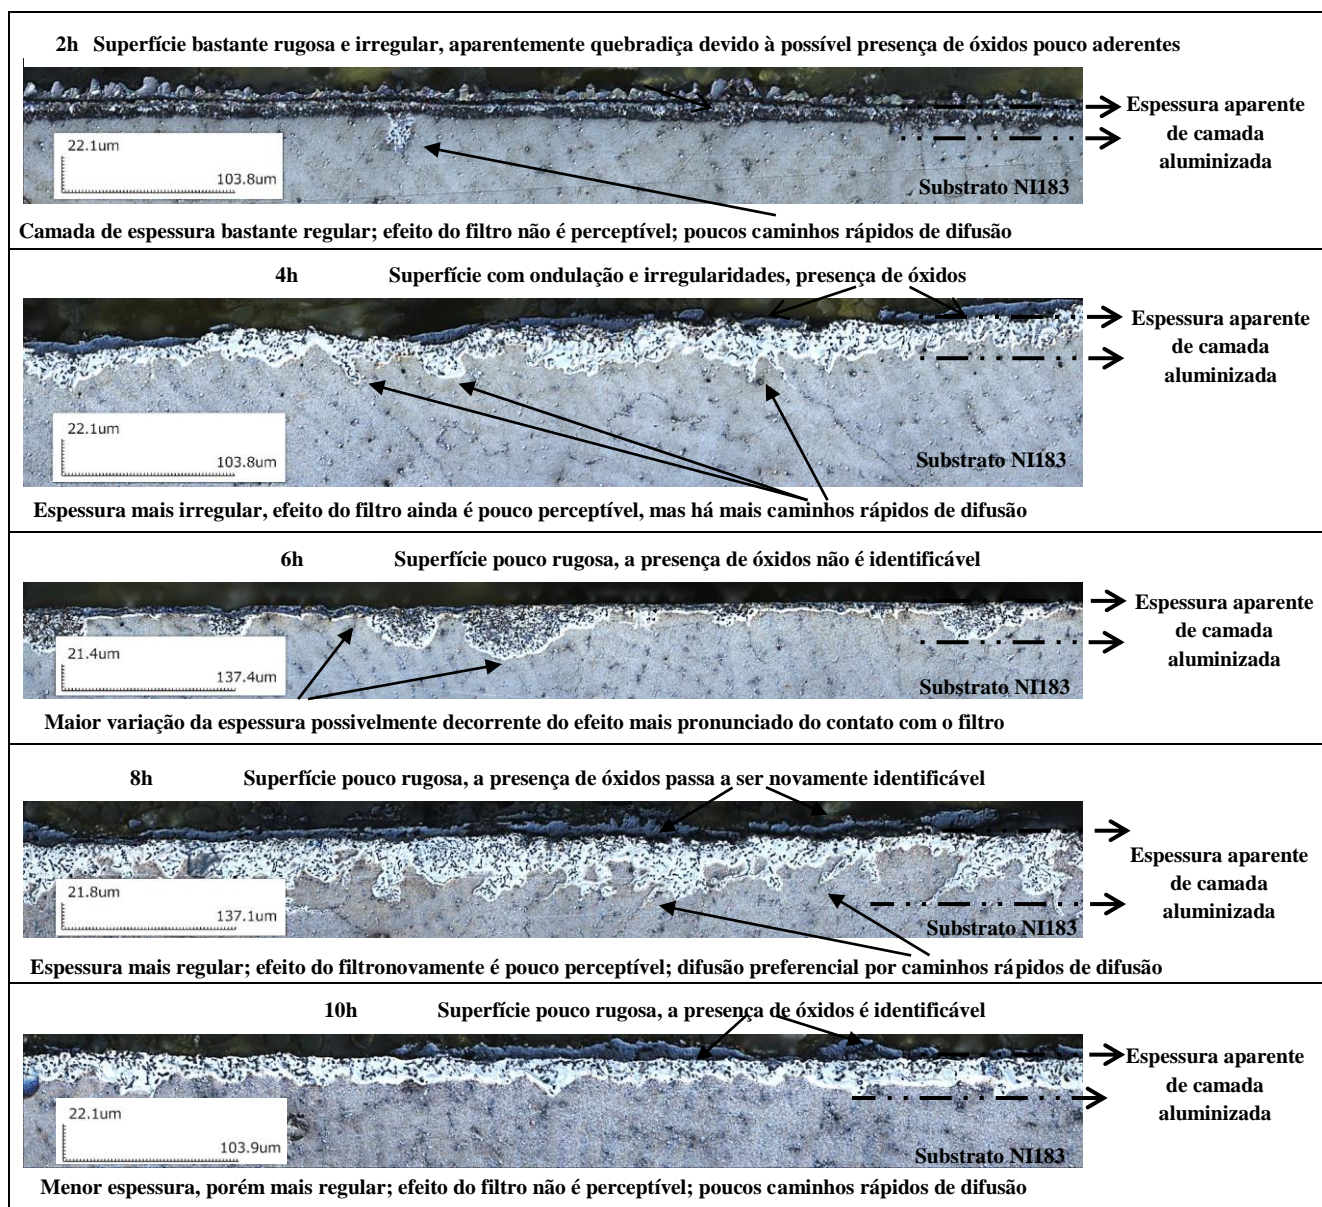 2h Superfície bastante rugosa e irregular, aparentemente quebradiça devido à possível presença de óxidos pouco aderentes
Espessura aparente
de camada
aluminizada
22.1um
103.8um
Substrato NI183
Camada de espessura bastante regular; efeito do filtro não é perceptível; poucos caminhos rápidos de difusão
4h Superfície com ondulação e irregularidades, presença de óxidos
Espessura aparente
de camada
aluminizada
22.1um
103.8um
Substrato NI183
Espessura mais irregular, efeito do filtro ainda é pouco perceptível, mas há mais caminhos rápidos de difusão
6h Superfície pouco rugosa, a presença de óxidos não é identificável
Espessura aparente
de camada
aluminizada
21.4um
137.4um
Substrato NI183
Maior variação da espessura possivelmente decorrente do efeito mais pronunciado do contato com o filtro
8h Superfície pouco rugosa, a presença de óxidos passa a ser novamente identificável
Espessura aparente
de camada
aluminizada
21.8um
137.1um
Substrato NI183
Espessura mais regular; efeito do filtronovamente é pouco perceptível; difusão preferencial por caminhos rápidos de difusão
10h Superfície pouco rugosa, a presença de óxidos é identificável
Espessura aparente
de camada
aluminizada
22.1um
103.9um
Substrato NI183
Menor espessura, porém mais regular; efeito do filtro não é perceptível; poucos caminhos rápidos de difusão